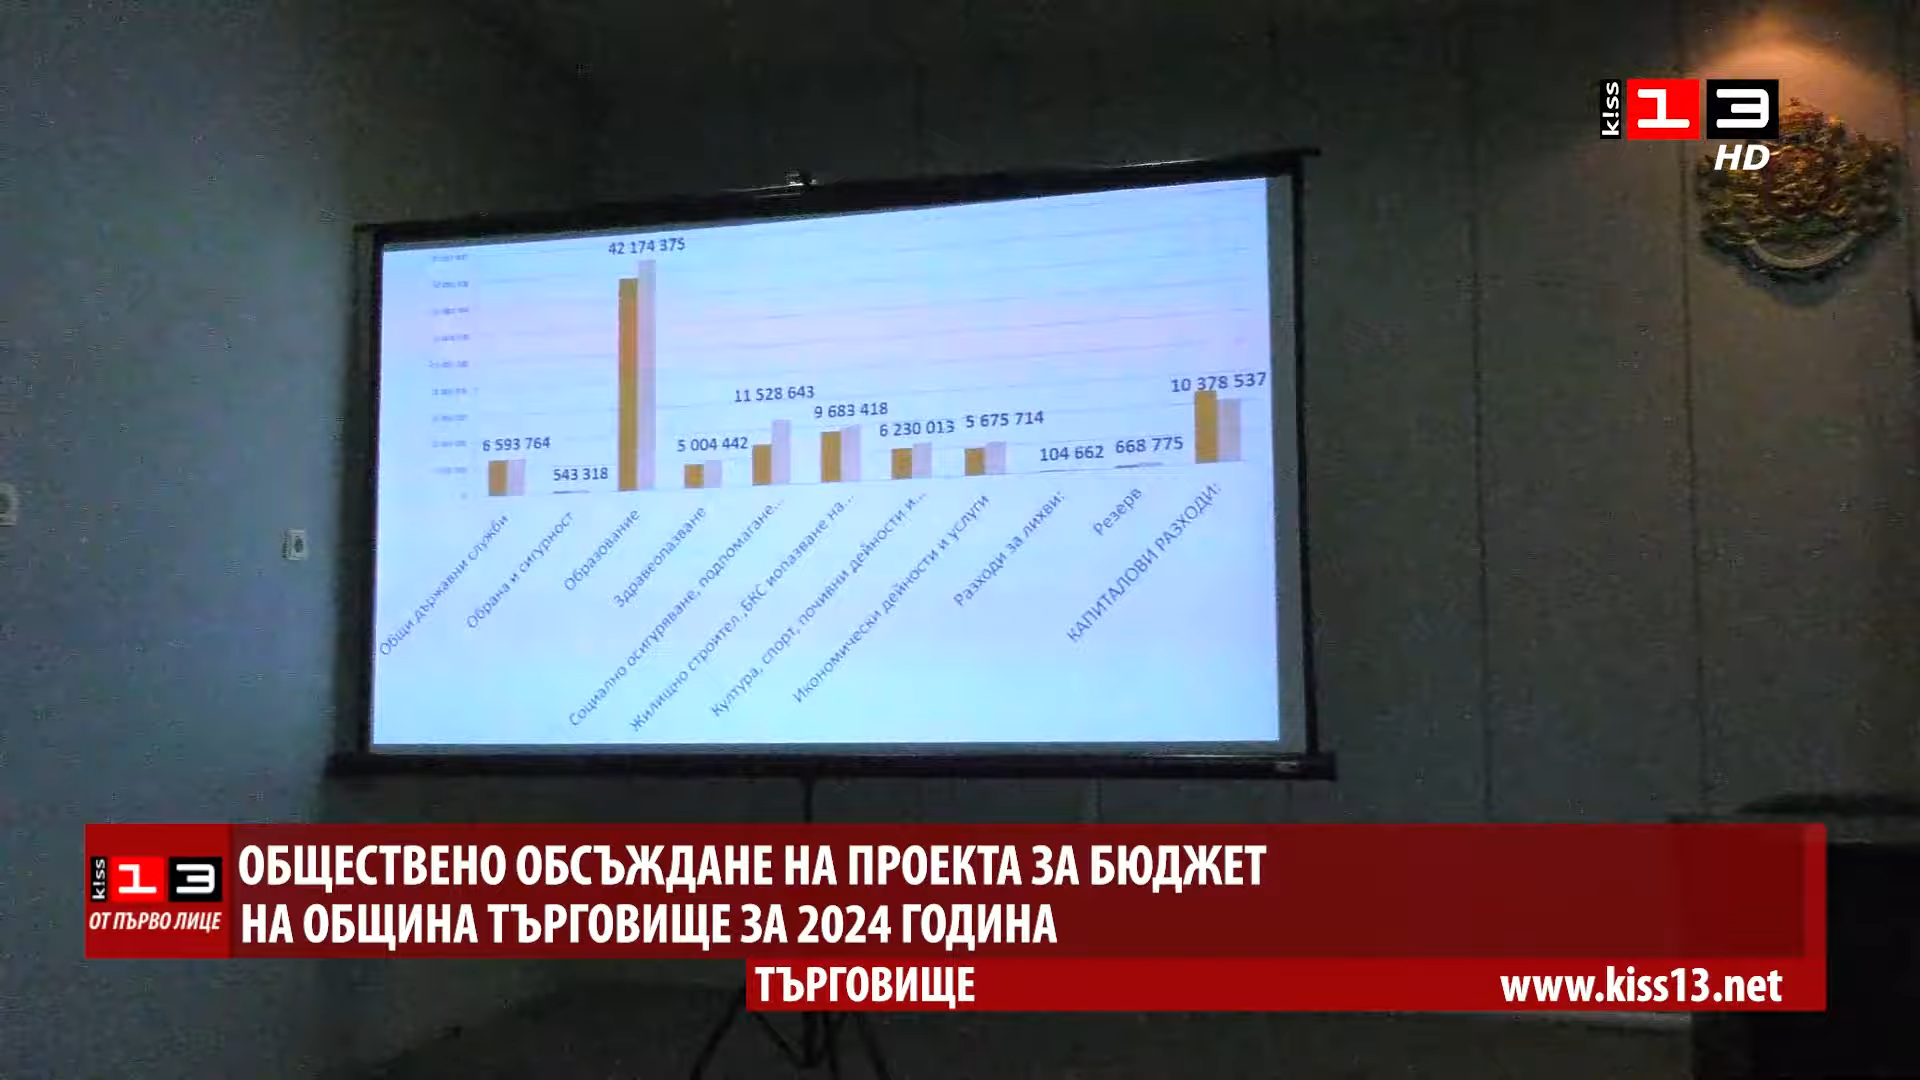 k!ss 13
HD
42 174 375
11 528 643
10 378 537
9 683 418
6 593 764
5 004 442
6 230 013
5 675 714
543 318
104 662
668 775
Общи държавни служби
Обрана и сигурност
Образование
Здравеопазване
Социално осигуряване, подпомагане...
Жилищно строител.,БКС иопазване на...
Култура, спорт, почивни дейности и...
Икономически дейности и услуги
Разходи за лихви:
Резерв
КАПИТАЛОВИ РАЗХОДИ:
k!ss 13
ОТ ПЪРВО ЛИЦЕ
ОБЩЕСТВЕНО ОБСЪЖДАНЕ НА ПРОЕКТА ЗА БЮДЖЕТ
НА ОБЩИНА ТЪРГОВИЩЕ ЗА 2024 ГОДИНА
ТЪРГОВИЩЕ
www.kiss13.net